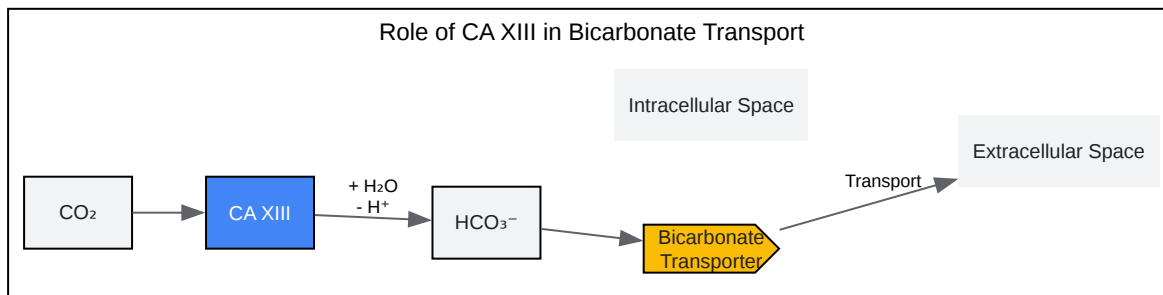 Role of CA XIII in Bicarbonate Transport
Intracellular Space
Extracellular Space
CO₂
CA XIII
+ H₂O
- H⁺
HCO₃⁻
Bicarbonate
Transporter
Transport